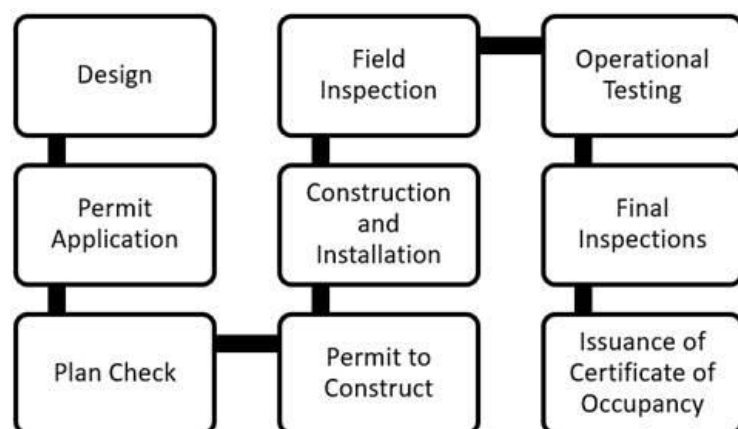 Design
Permit
Application
Plan Check
Permit to
Construct
Construction
and
Installation
Field
Inspection
Operational
Testing
Final
Inspections
Issuance of
Certificate of
Occupancy